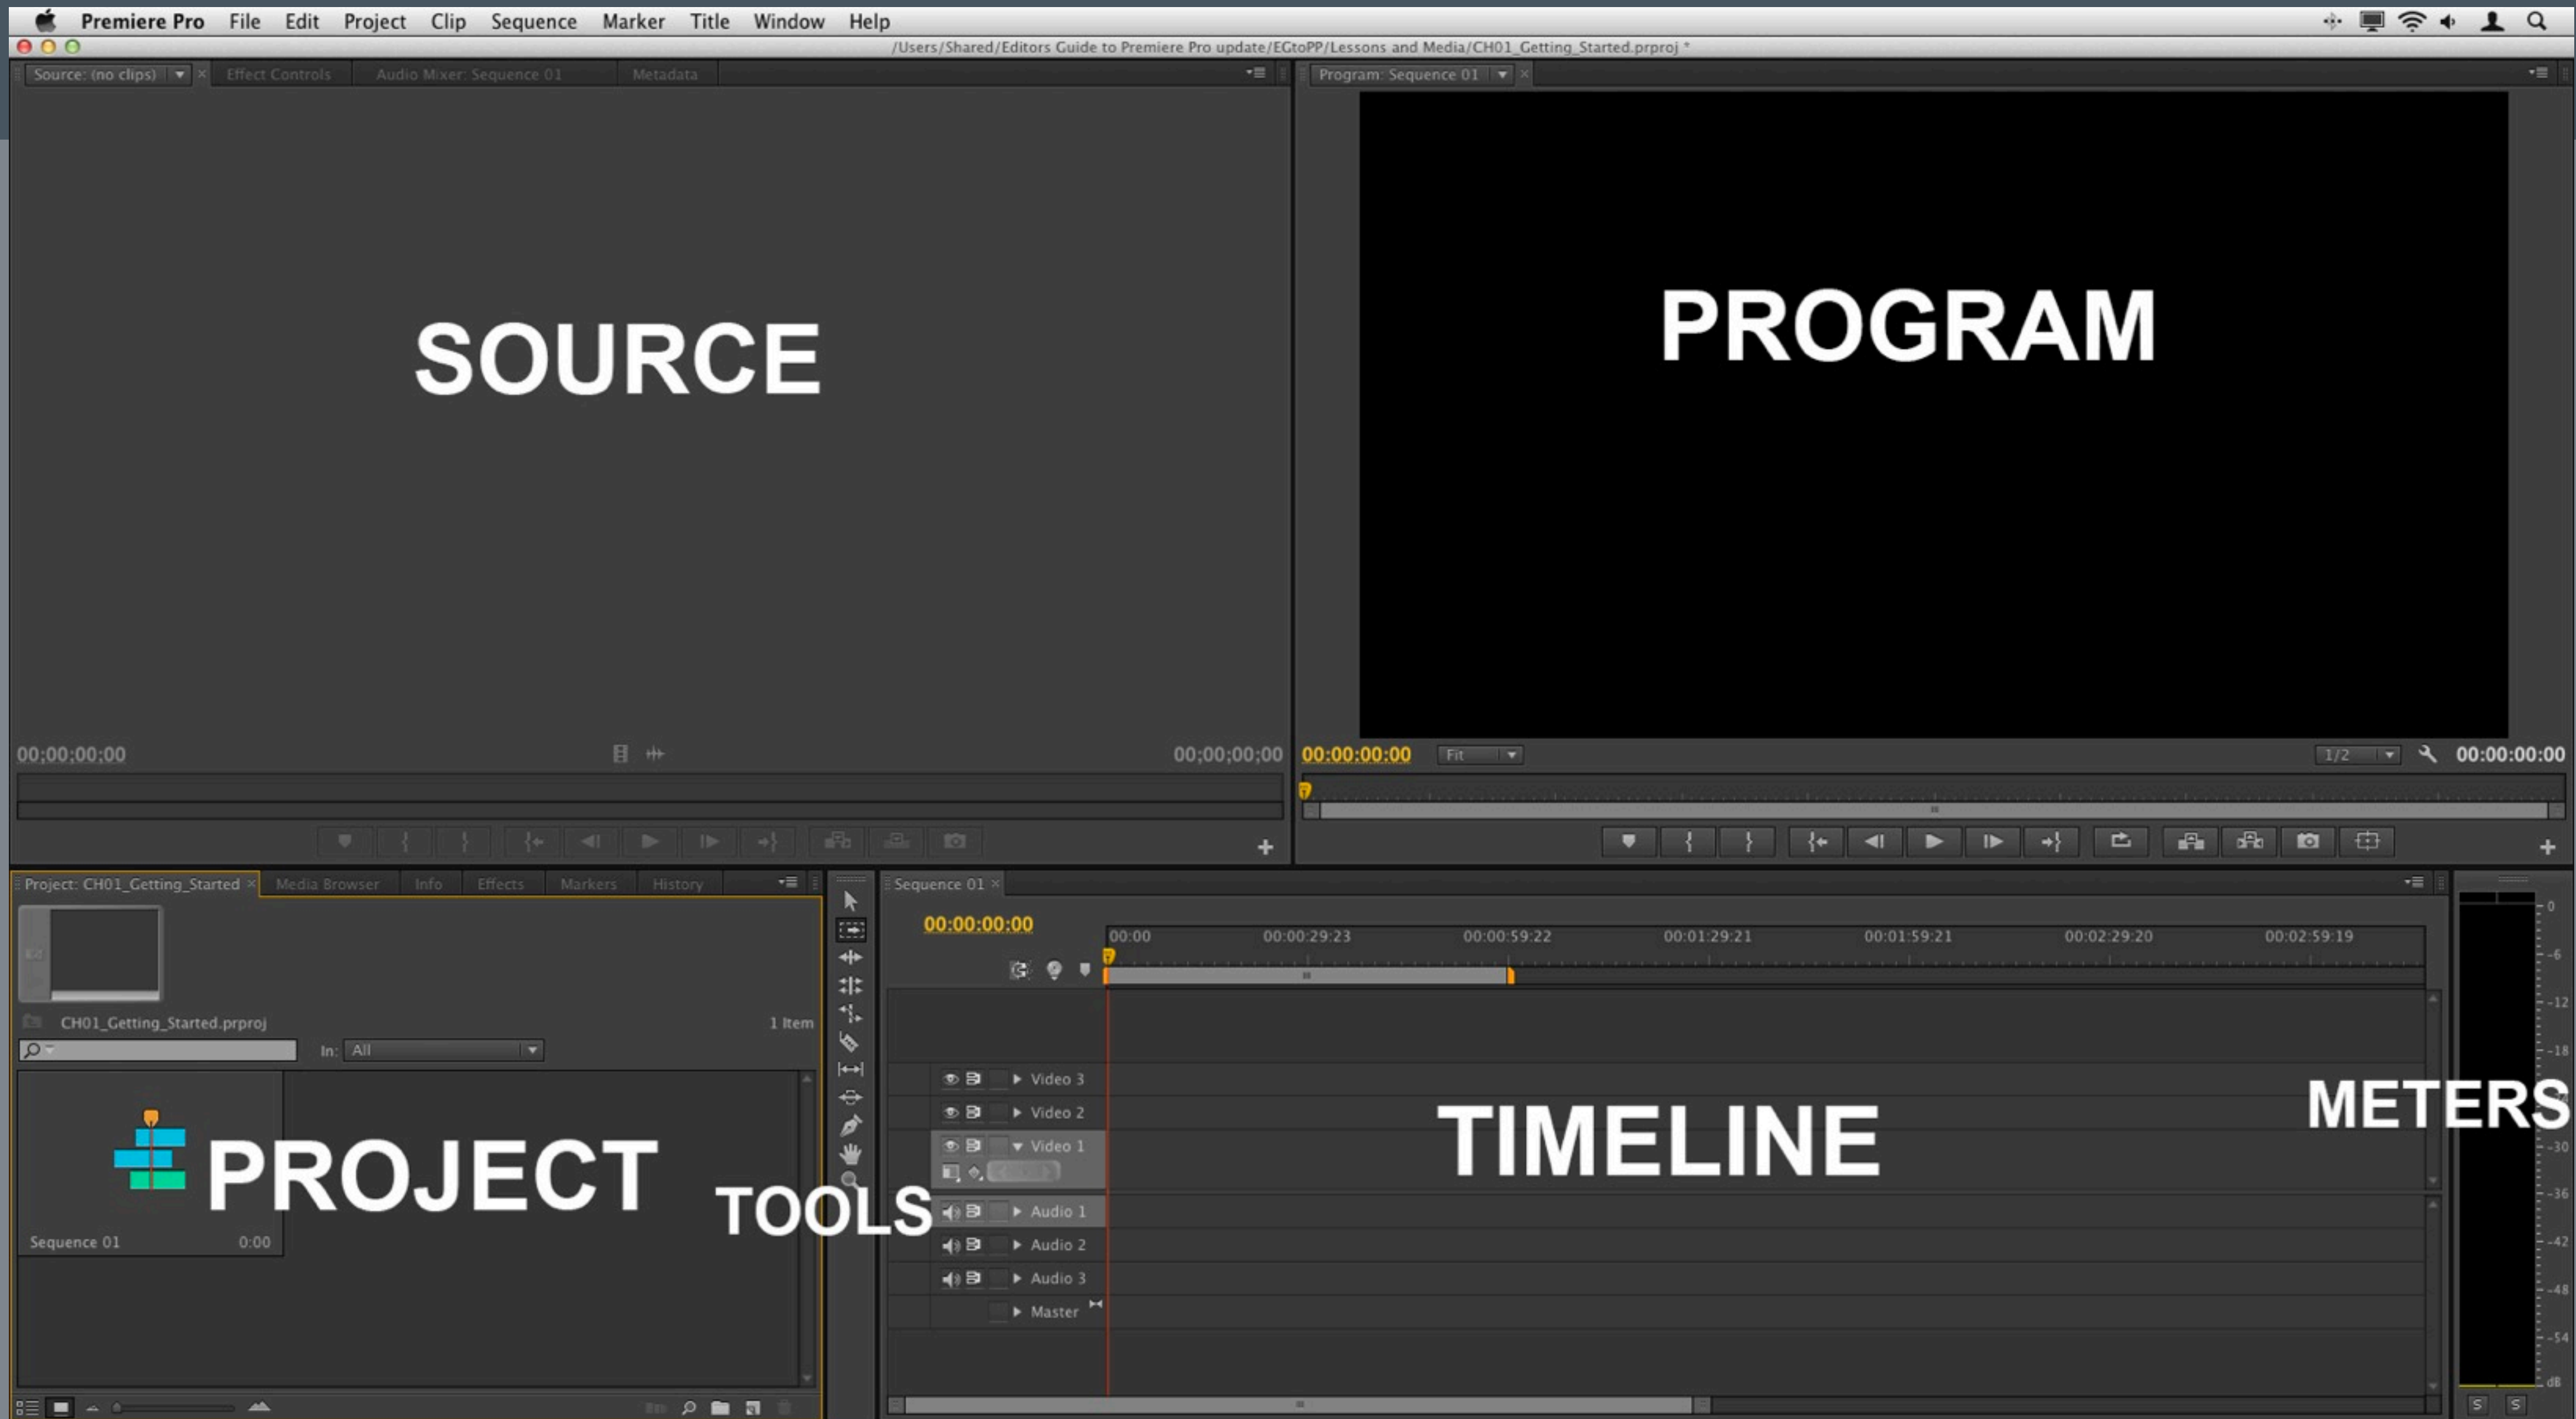 Premiere Pro File Edit Project Clip Sequence Marker Title Window Help
/Users/Shared/Editors Guide to Premiere Pro update/EGtoPP/Lessons and Media/CH01_Getting_Started.prproj *
Source: (no clips) Effect Controls Audio Mixer: Sequence 01 Metadata
SOURCE
00;00;00;00 00;00;00;00
Program: Sequence 01
PROGRAM
00:00:00:00 Fit 1/2 00:00:00:00
Project: CH01_Getting_Started Media Browser Info Effects Markers History
CH01_Getting_Started.prproj 1 Item
In: All
PROJECT
Sequence 01 0:00
TOOLS
Sequence 01
00:00:00:00
00:00 00:00:29:23 00:00:59:22 00:01:29:21 00:01:59:21 00:02:29:20 00:02:59:19
Video 3
Video 2
Video 1
TIMELINE
Audio 1
Audio 2
Audio 3
Master
METERS
0
-6
-12
-18
-30
-36
-42
-48
-54
dB
S S